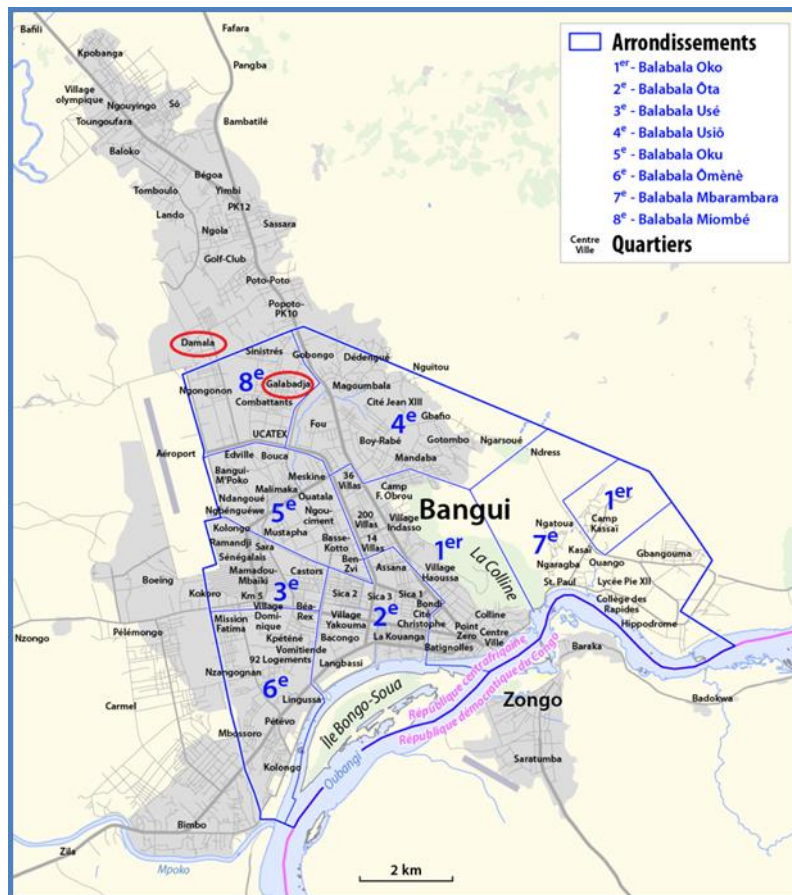 Bafili
Fafara
Kpobanga
Pangba
Village
olympique
Ngouyingo
Sô
Toungoufara
Bambatilé
Baloko
Bégoa
Tomboulo
Yimbi
PK12
Lando
Sassara
Ngola
Golf-Club
Poto-Poto
Popoto-
PK10
Damala
Sinistrés
Gobongo
Dédengué
Nguitou
8e
Galabadja
Magoumbala
Ngongonon
Combattants
Cité Jean XIII
4e
Gbafio
Fou
UCATEX
Boy-Rabé
Gotombo
Ngarsoué
Aéroport
Edville
Bouca
Mandaba
Ndress
Bangui-
M'Poko
Meskine
36
Villas
Camp
F. Obrou
Bangui
1er
Malimaka
Ndangoué
Ouatala
Ngbénguéwe
5e
Ngou-
ciment
200
Villas
Village
Indasso
Camp
Kassaï
Kolongo
Mustapha
Ngatoua
7e
Ramandji
Sara
Basse-
Kotto
14
Villas
1er
La Colline
Kasaï
Sénégalais
Ben-
Zvi
Ngaragba
Ouango
Gbangouma
Mamadou-
Mbaïki
Castors
Assana
Village
Haoussa
St. Paul
Lycée Pie XII
Boeing
Kokoro
Km 5
3e
Sica 2
Sica 3
Sica 1
Collège des
Rapides
Village
Domi-
nique
Béa-
Rex
2e
Bondi
Colline
Hippodrome
Mission
Fatima
Village
Yakouma
Cité
Christophe
Point
Zero
Centre
Ville
Nzongo
Pélémongo
Kpéténé
Bacongo
La Kouanga
Vomitiende
Batignolles
92 Logements
Langbassi
Baraka
Nzangognan
6e
République centrafriqaine
République démocratique du Congo
Carmel
Lingussa
Île Bongo-Soua
Zongo
Badokwa
Pétévo
Mbossoro
Kolongo
Oubangi
Saratumba
Bimbo
Zila
Mpoko
2 km
Arrondissements
1er - Balabala Oko
2e - Balabala Ôta
3e - Balabala Usé
4e - Balabala Usiô
5e - Balabala Oku
6e - Balabala Ômènè
7e - Balabala Mbarambara
8e - Balabala Miombé
Centre
Ville
Quartiers